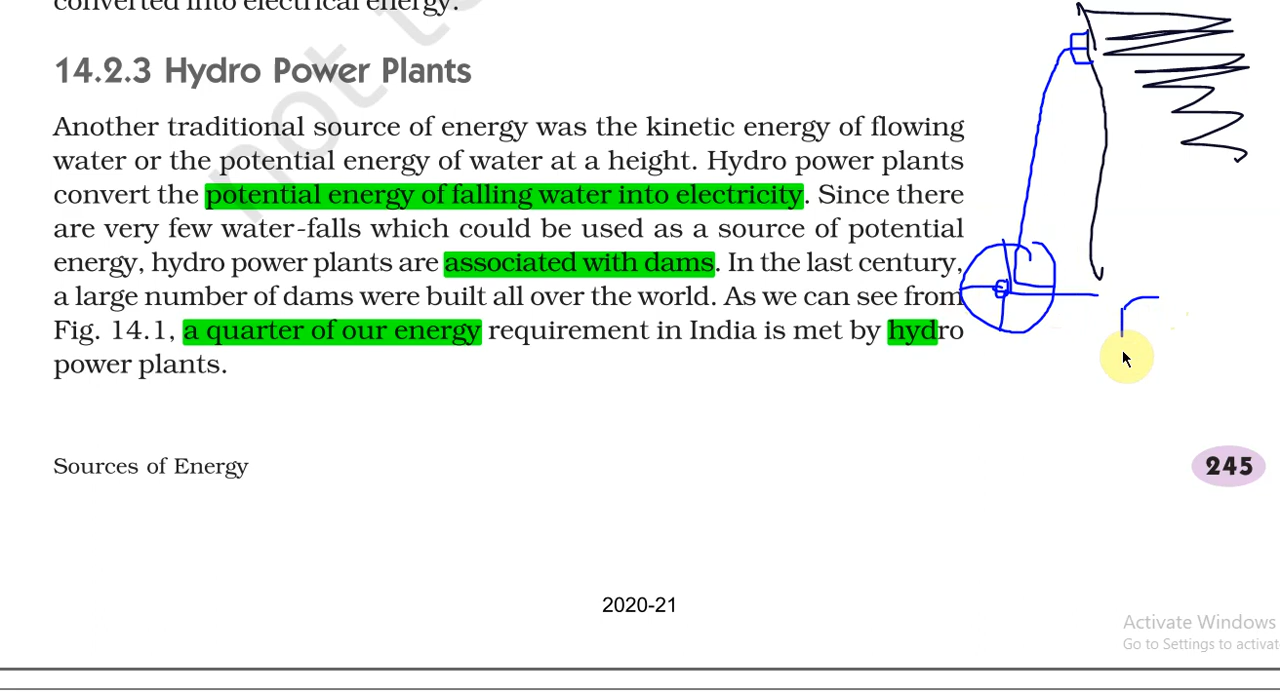 converted into electrical energy.
14.2.3 Hydro Power Plants
Another traditional source of energy was the kinetic energy of flowing
water or the potential energy of water at a height. Hydro power plants
convert the potential energy of falling water into electricity. Since there
are very few water-falls which could be used as a source of potential
energy, hydro power plants are associated with dams. In the last century,
a large number of dams were built all over the world. As we can see from
Fig. 14.1, a quarter of our energy requirement in India is met by hydro
power plants.
Sources of Energy
245
2020-21
Activate Windows
Go to Settings to activat
not t